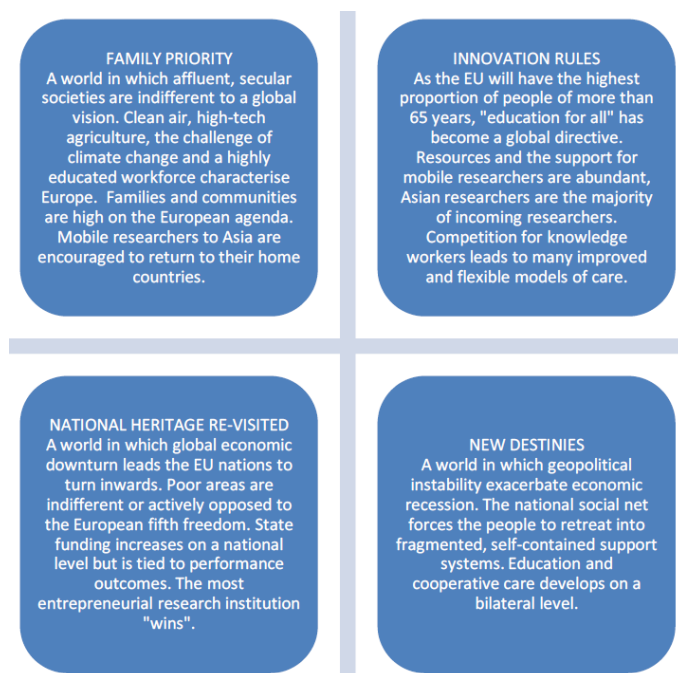 FAMILY PRIORITY
A world in which affluent, secular
societies are indifferent to a global
vision. Clean air, high-tech
agriculture, the challenge of
climate change and a highly
educated workforce characterise
Europe.  Families and communities
are high on the European agenda.
Mobile researchers to Asia are
encouraged to return to their home
countries.
INNOVATION RULES
As the EU will have the highest
proportion of people of more than
65 years, "education for all" has
become a global directive.
Resources and the support for
mobile researchers are abundant,
Asian researchers are the majority
of incoming researchers.
Competition for knowledge
workers leads to many improved
and flexible models of care.
NATIONAL HERITAGE RE-VISITED
A world in which global economic
downturn leads the EU nations to
turn inwards. Poor areas are
indifferent or actively opposed to
the European fifth freedom. State
funding increases on a national
level but is tied to performance
outcomes. The most
entrepreneurial research institution
"wins".
NEW DESTINIES
A world in which geopolitical
instability exacerbate economic
recession. The national social net
forces the people to retreat into
fragmented, self-contained support
systems. Education and
cooperative care develops on a
bilateral level.